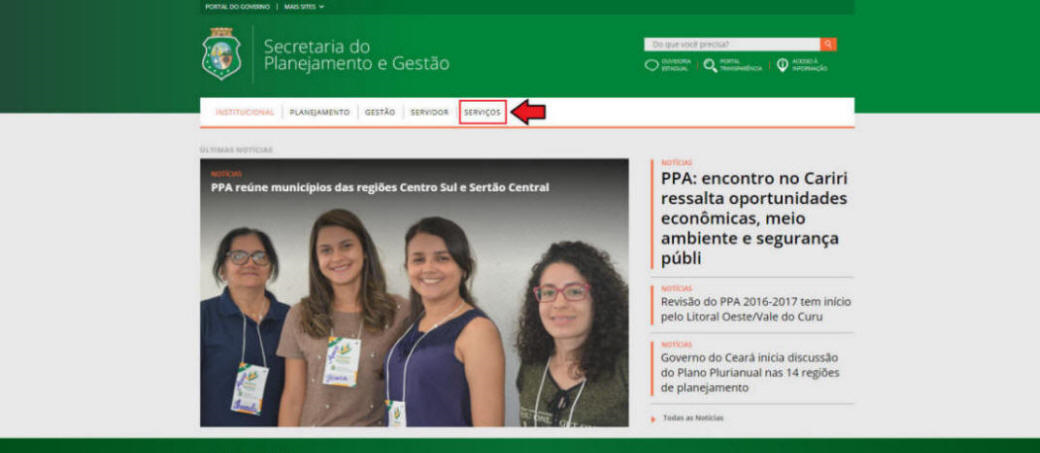 PORTAL DO GOVERNO | MAIS SITES
Secretaria do
Planejamento e Gestão
Do que você precisa?
OUVIDORIA
ESTADUAL
PORTAL
TRANSPARÊNCIA
ACESSO À
INFORMAÇÃO
INSTITUCIONAL
PLANEJAMENTO
GESTÃO
SERVIDOR
SERVIÇOS
ÚLTIMAS NOTÍCIAS
NOTÍCIAS
PPA reúne municípios das regiões Centro Sul e Sertão Central
NOTÍCIAS
PPA: encontro no Cariri
ressalta oportunidades
econômicas, meio
ambiente e segurança
públi
NOTÍCIAS
Revisão do PPA 2016-2017 tem início
pelo Litoral Oeste/Vale do Curu
NOTÍCIAS
Governo do Ceará inicia discussão
do Plano Plurianual nas 14 regiões
de planejamento
Todas as Notícias